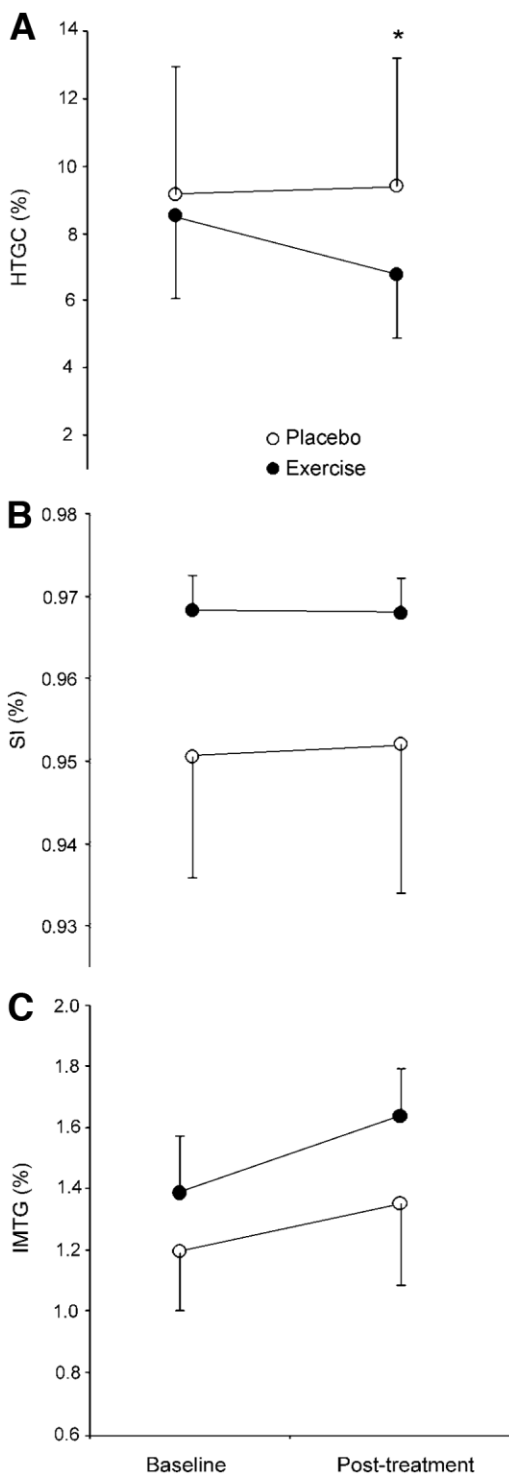 A
14
*
12
10
8
6
4
2
HTGC (%)
Placebo
Exercise
B
0.98
0.97
0.96
0.95
0.94
0.93
SI (%)
C
2.0
1.8
1.6
1.4
1.2
1.0
0.8
0.6
IMTG (%)
Baseline
Post-treatment